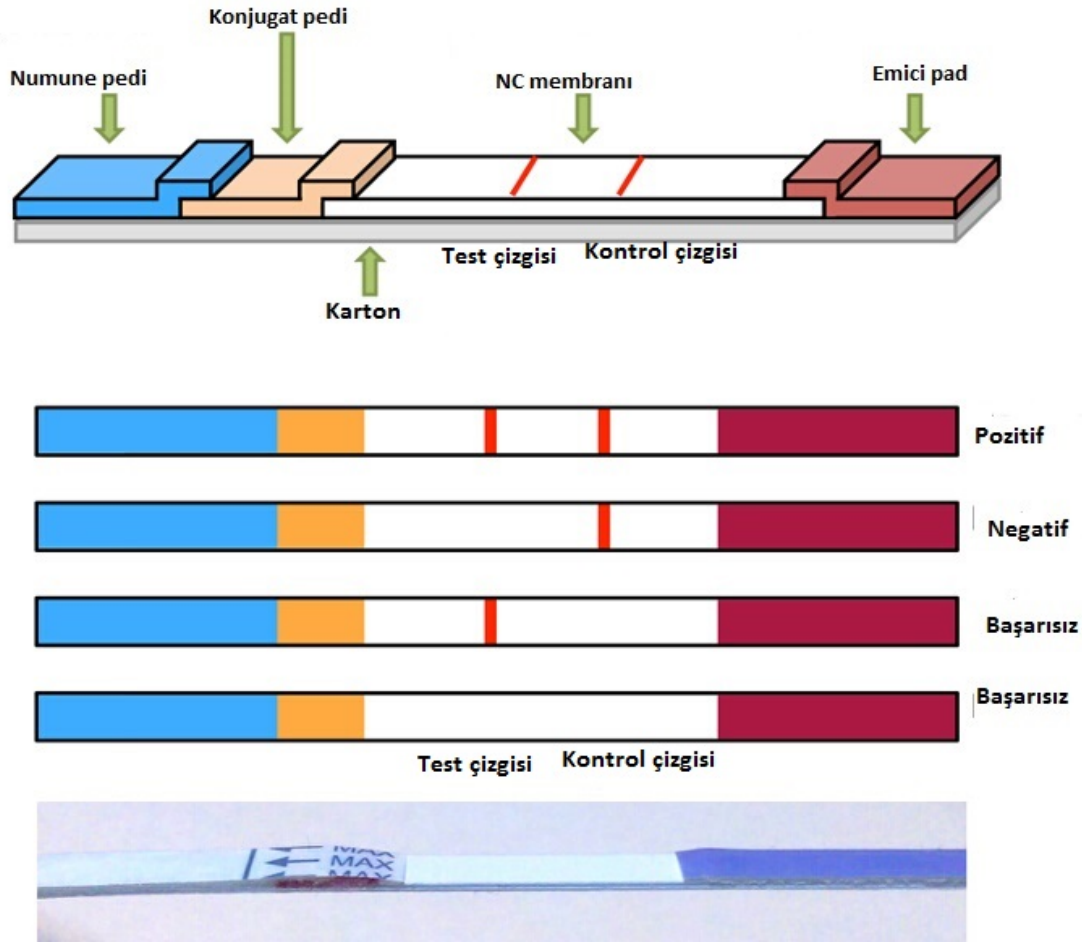 Konjugat pedi
Numune pedi
NC membranı
Emici pad
Test çizgisi
Kontrol çizgisi
Karton
Pozitif
Negatif
Başarısız
Başarısız
Test çizgisi
Kontrol çizgisi
MAX
MAX
MAX